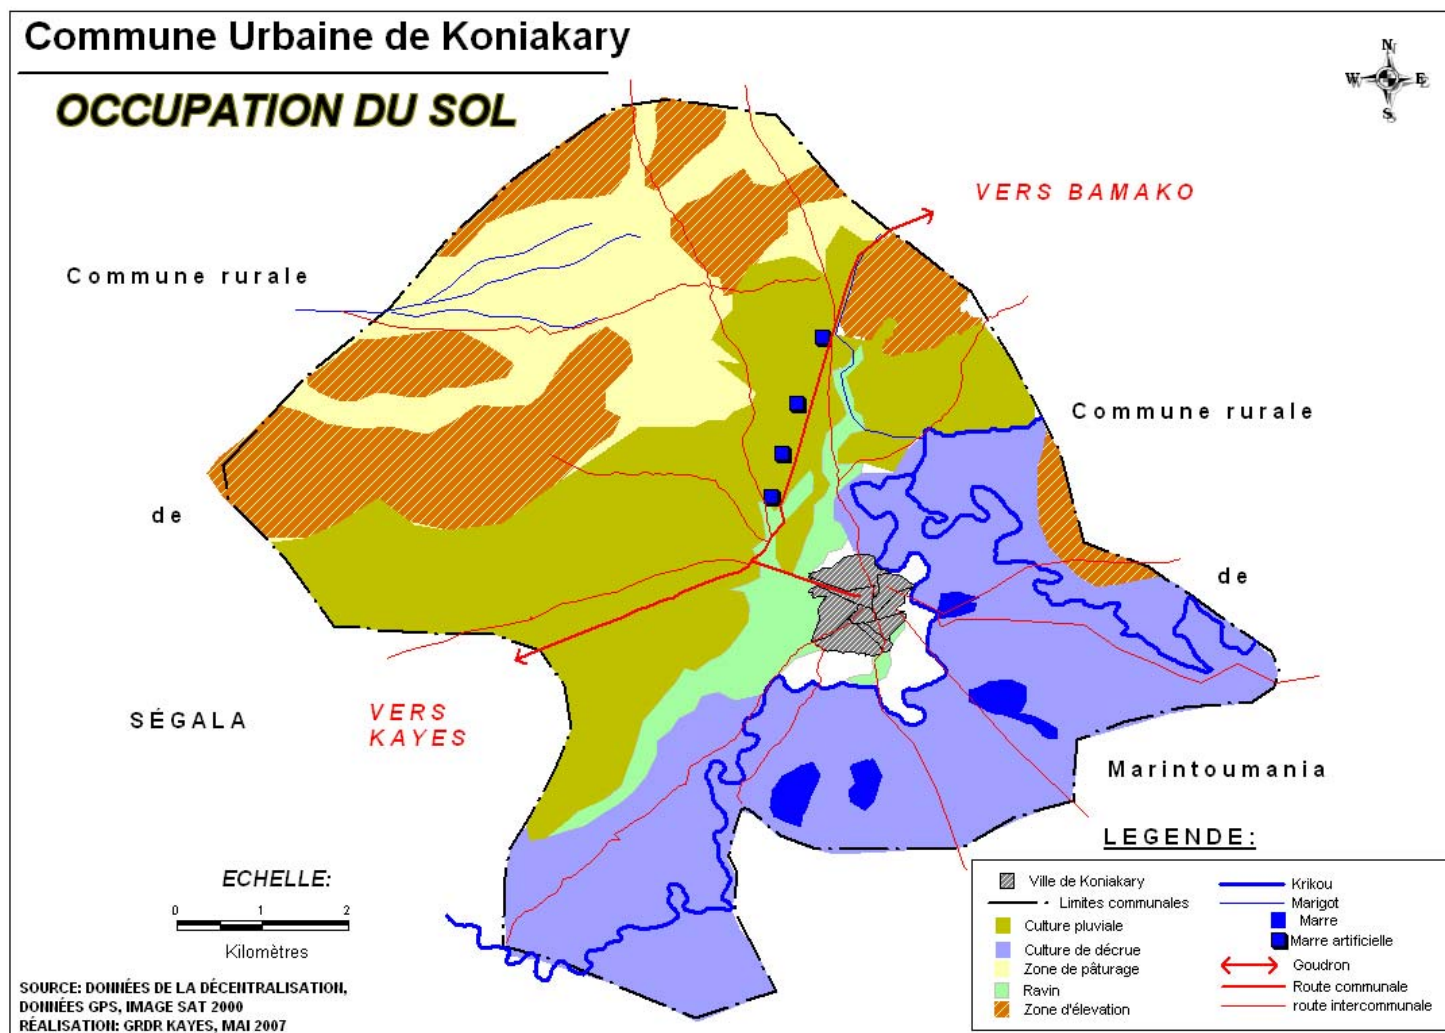 Commune Urbaine de Koniakary
OCCUPATION DU SOL
N
W E
S
VERS BAMAKO
Commune rurale
Commune rurale
de
de
SÉGALA
VERS
KAYES
Marintoumania
ECHELLE:
0 1 2
Kilomètres
SOURCE: DONNÉES DE LA DÉCENTRALISATION,
DONNÉES GPS, IMAGE SAT 2000
RÉALISATION: GRDR KAYES, MAI 2007
LEGENDE:
Ville de Koniakary
Limites communales
Culture pluviale
Culture de décrue
Zone de pâturage
Ravin
Zone d'élevation
Krikou
Marigot
Marre
Marre artificielle
Goudron
Route communale
route intercommunale